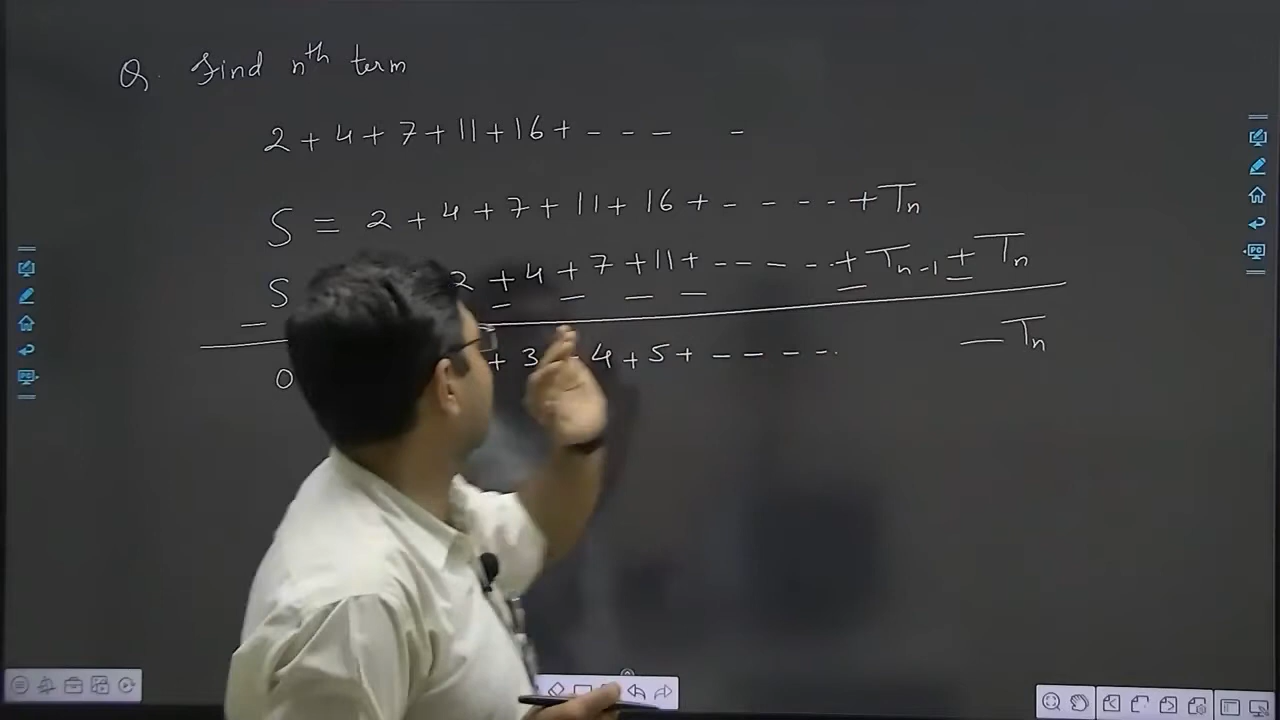 Q. Find nth term
2 + 4 + 7 + 11 + 16 + - - - -
S = 2 + 4 + 7 + 11 + 16 + - - - - + Tn
S 2 + 4 + 7 + 11 + - - - - + Tn-1 + Tn
0 + 3 4 + 5 + - - - - - Tn